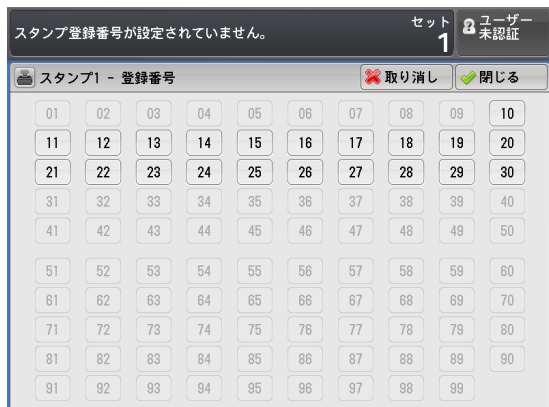 スタンプ登録番号が設定されていません。
セット
1
ユーザー
未認証
スタンプ1 - 登録番号
取り消し
閉じる
01 02 03 04 05 06 07 08 09 10
11 12 13 14 15 16 17 18 19 20
21 22 23 24 25 26 27 28 29 30
31 32 33 34 35 36 37 38 39 40
41 42 43 44 45 46 47 48 49 50
51 52 53 54 55 56 57 58 59 60
61 62 63 64 65 66 67 68 69 70
71 72 73 74 75 76 77 78 79 80
81 82 83 84 85 86 87 88 89 90
91 92 93 94 95 96 97 98 99